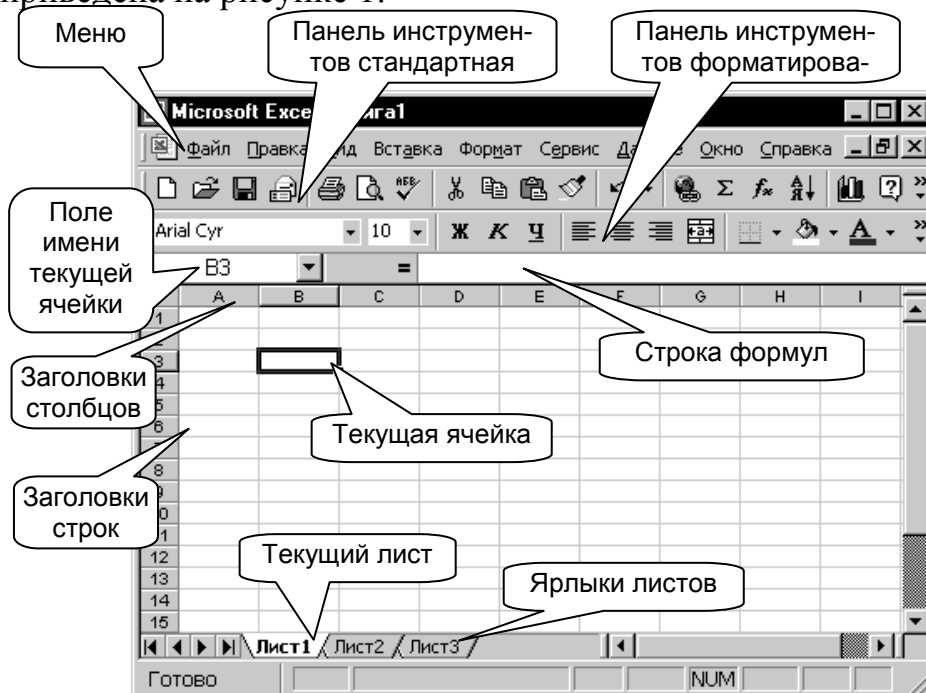 приведена на рисунке 1.
Меню
Панель инструмен-
тов стандартная
Панель инструмен-
тов форматирова-
Microsoft Exce
ига1
Файл Правка ид Вставка Формат Сервис Окно Справка
Arial Cyr 10 Ж К Ч
Поле
имени
текущей
ячейки
B3 =
A B C D E F G H I
1
3
Строка формул
Заголовки
столбцов
4
5
6
Текущая ячейка
8
Заголовки
строк
12
13
14
15
Текущий лист
Ярлыки листов
Лист1 Лист2 Лист3
Готово NUM